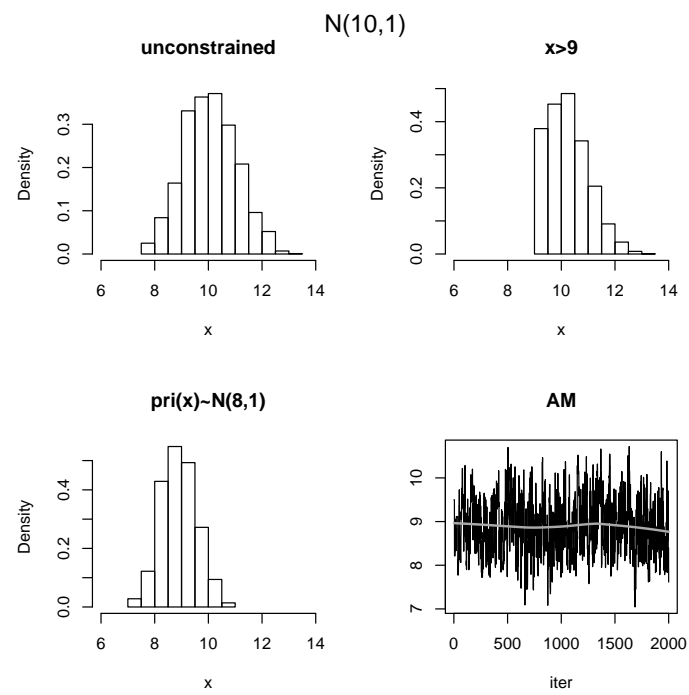 N(10,1)
unconstrained
Density
0.0 0.1 0.2 0.3
6 8 10 12 14
x
x>9
Density
0.0 0.2 0.4
6 8 10 12 14
x
pri(x)~N(8,1)
Density
0.0 0.2 0.4
6 8 10 12 14
x
AM
7 8 9 10
0 500 1000 1500 2000
iter